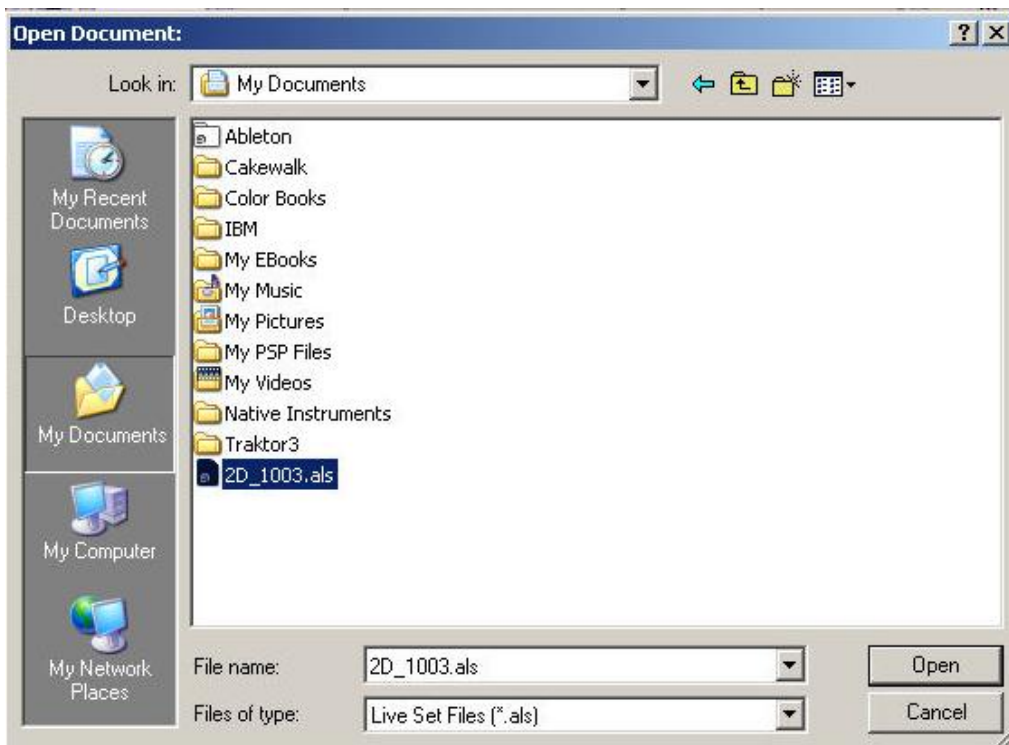 Open Document:
Look in: My Documents
My Recent
Documents
Desktop
My Documents
My Computer
My Network
Places
Ableton
Cakewalk
Color Books
IBM
My EBooks
My Music
My Pictures
My PSP Files
My Videos
Native Instruments
Traktor3
2D_1003.als
File name: 2D_1003.als Open
Files of type: Live Set Files (*.als) Cancel